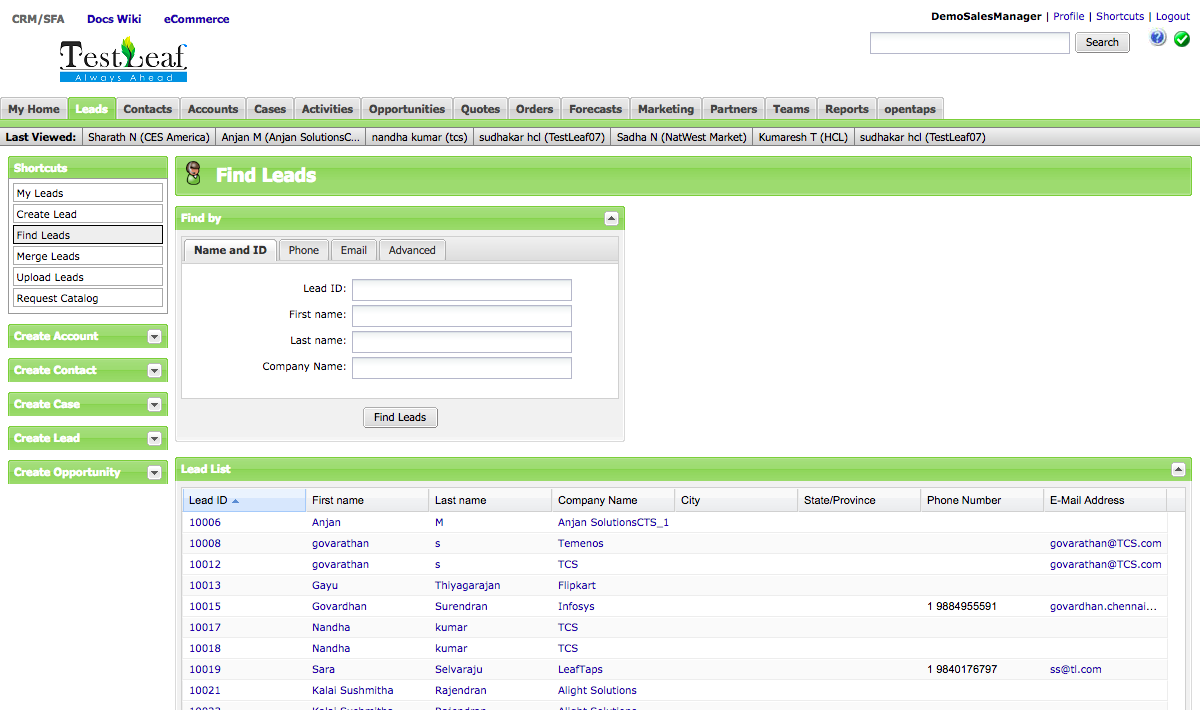 CRM/SFA Docs Wiki eCommerce
DemoSalesManager | Profile | Shortcuts | Logout
TestLeaf
Always Ahead
Search
My Home Leads Contacts Accounts Cases Activities Opportunities Quotes Orders Forecasts Marketing Partners Teams Reports opentaps
Last Viewed: Sharath N (CES America) Anjan M (Anjan SolutionsC... nandha kumar (tcs) sudhakar hcl (TestLeaf07) Sadha N (NatWest Market) Kumaresh T (HCL) sudhakar hcl (TestLeaf07)
Shortcuts
My Leads
Create Lead
Find Leads
Merge Leads
Upload Leads
Request Catalog
Create Account
Create Contact
Create Case
Create Lead
Create Opportunity
Find Leads
Find by
Name and ID Phone Email Advanced
Lead ID:
First name:
Last name:
Company Name:
Find Leads
Lead List
Lead ID First name Last name Company Name City State/Province Phone Number E-Mail Address
10006 Anjan M Anjan SolutionsCTS_1
10008 govarathan s Temenos govarathan@TCS.com
10012 govarathan s TCS govarathan@TCS.com
10013 Gayu Thiyagarajan Flipkart
10015 Govardhan Surendran Infosys 1 9884955591 govardhan.chennai...
10017 Nandha kumar TCS
10018 Nandha kumar TCS
10019 Sara Selvaraju LeafTaps 1 9840176797 ss@tl.com
10021 Kalai Sushmitha Rajendran Alight Solutions
Kalai Sushmitha Rajendran Alight Solutions